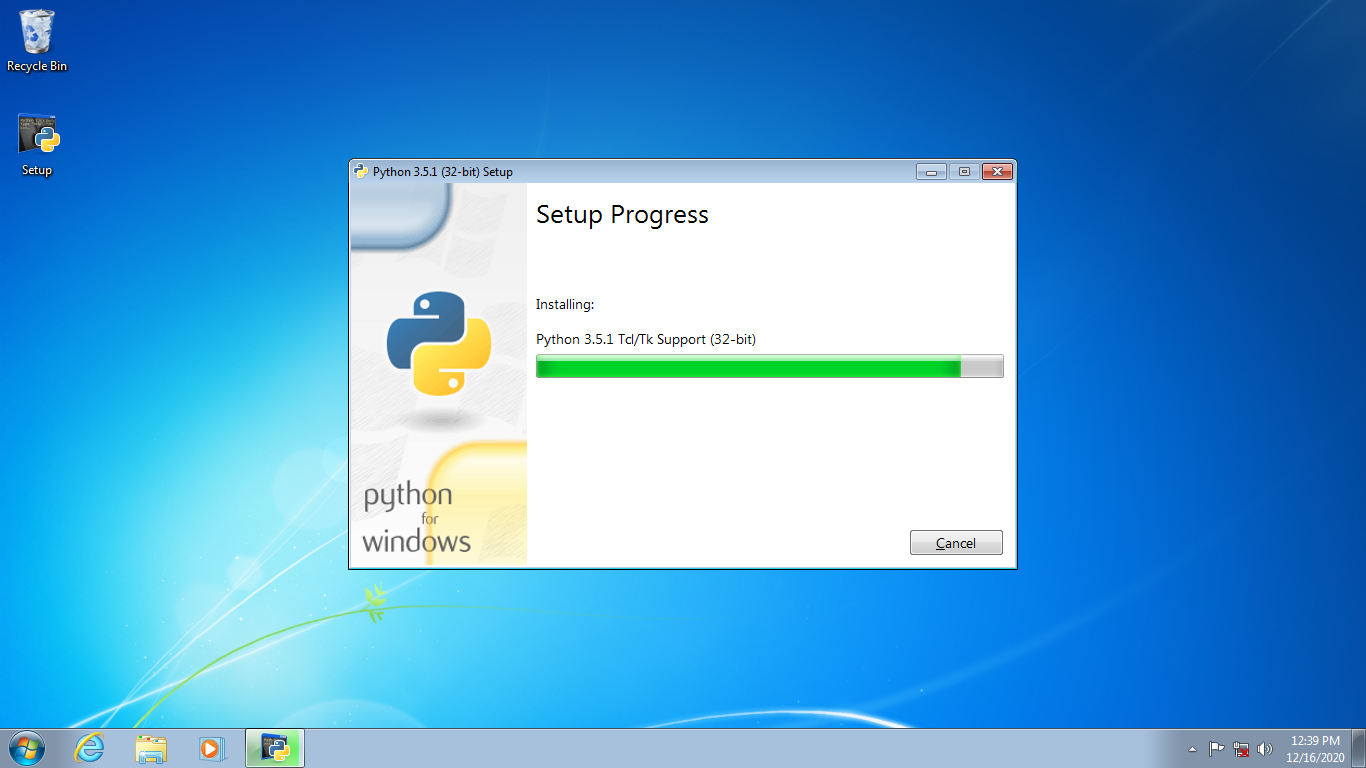 Recycle Bin
Setup
Python 3.5.1 (32-bit) Setup
Setup Progress
Installing:
Python 3.5.1 Tcl/Tk Support (32-bit)
python
for
windows
Cancel
12:39 PM
12/16/2020